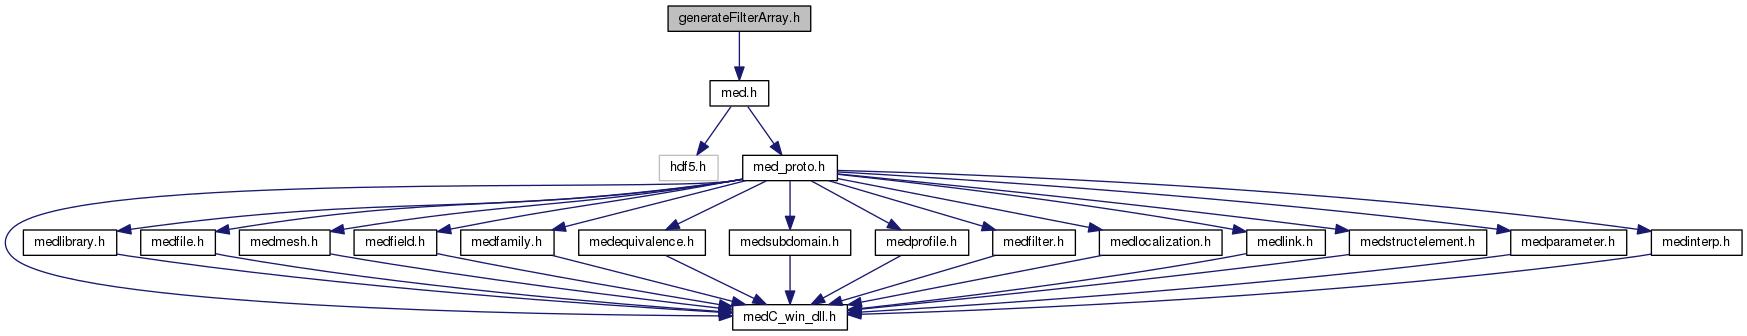 generateFilterArray.h
med.h
hdf5.h
med_proto.h
medlibrary.h
medfile.h
medmesh.h
medfield.h
medfamily.h
medequivalence.h
medsubdomain.h
medprofile.h
medfilter.h
medlocalization.h
medlink.h
medstructelement.h
medparameter.h
medinterp.h
medC_win_dll.h